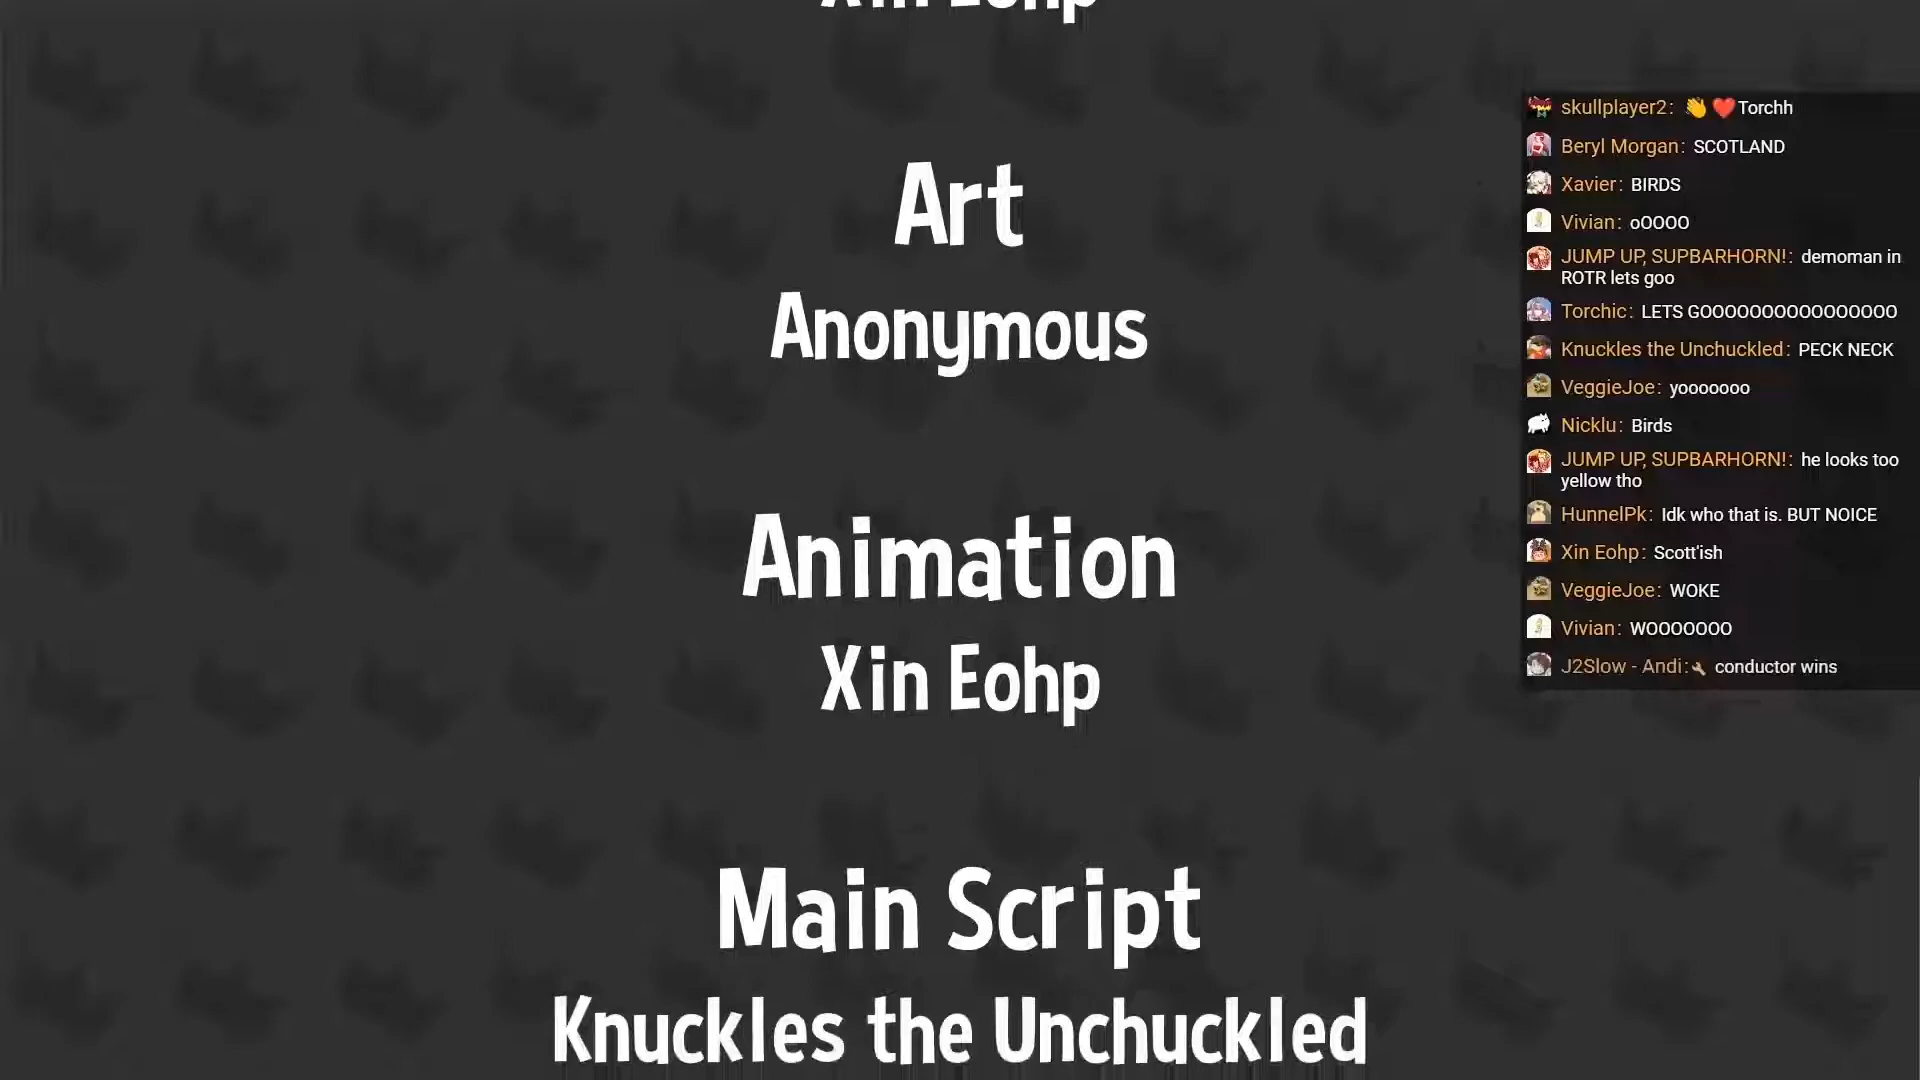 Xin Eohp
Art
Anonymous
Animation
Xin Eohp
Main Script
Knuckles the Unchuckled
skullplayer2: 👋❤️Torchh
Beryl Morgan: SCOTLAND
Xavier: BIRDS
Vivian: oOOOO
JUMP UP, SUPBARHORN!: demoman in
ROTR lets goo
Torchic: LETS GOOOOOOOOOOOOOOOO
Knuckles the Unchuckled: PECK NECK
VeggieJoe: yooooooo
Nicklu: Birds
JUMP UP, SUPBARHORN!: he looks too
yellow tho
HunnelPk: Idk who that is. BUT NOICE
Xin Eohp: Scott'ish
VeggieJoe: WOKE
Vivian: WOOOOOOO
J2Slow - Andi: conductor wins